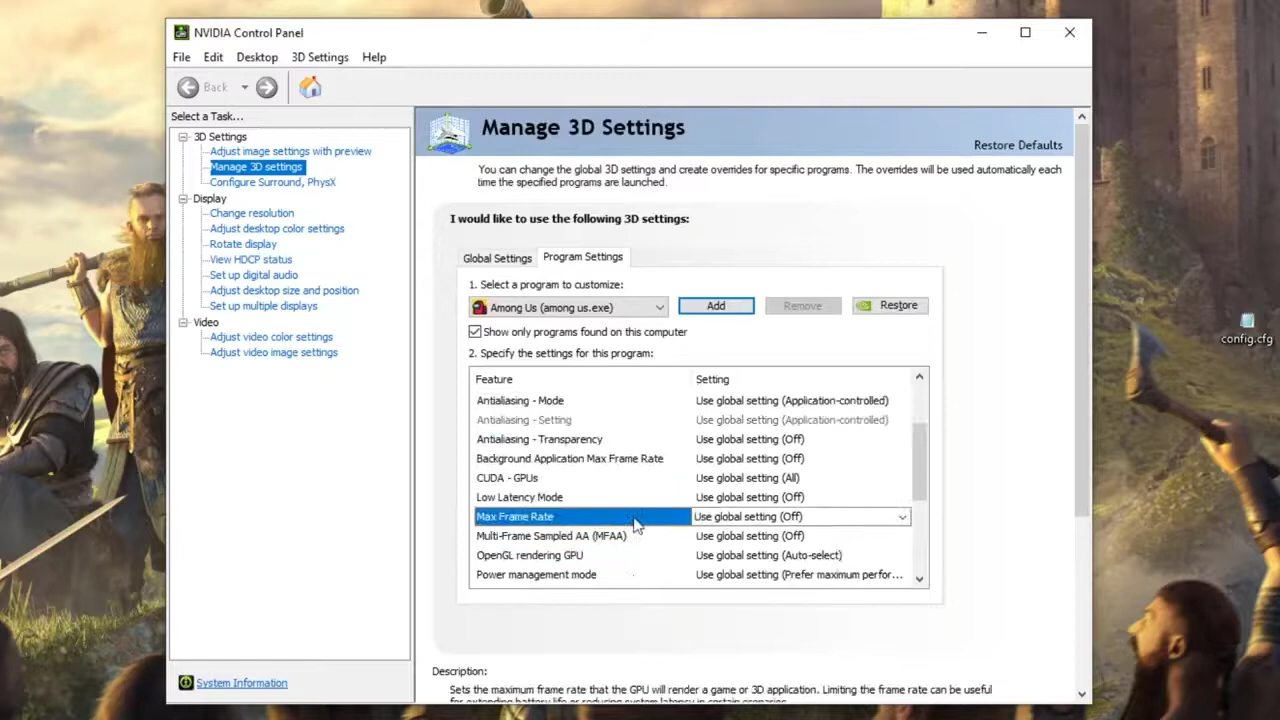 NVIDIA Control Panel
File Edit Desktop 3D Settings Help
Back
Select a Task...
3D Settings
Adjust image settings with preview
Manage 3D settings
Configure Surround, PhysX
Display
Change resolution
Adjust desktop color settings
Rotate display
View HDCP status
Set up digital audio
Adjust desktop size and position
Set up multiple displays
Video
Adjust video color settings
Adjust video image settings
System Information
Manage 3D Settings
Restore Defaults
You can change the global 3D settings and create overrides for specific programs. The overrides will be used automatically each
time the specified programs are launched.
I would like to use the following 3D settings:
Global Settings Program Settings
1. Select a program to customize:
Among Us (among us.exe) Add Remove Restore
Show only programs found on this computer
2. Specify the settings for this program:
Feature Setting
Antialiasing - Mode Use global setting (Application-controlled)
Antialiasing - Setting Use global setting (Application-controlled)
Antialiasing - Transparency Use global setting (Off)
Background Application Max Frame Rate Use global setting (Off)
CUDA - GPUs Use global setting (All)
Low Latency Mode Use global setting (Off)
Max Frame Rate Use global setting (Off)
Multi-Frame Sampled AA (MFAA) Use global setting (Off)
OpenGL rendering GPU Use global setting (Auto-select)
Power management mode Use global setting (Prefer maximum perfor...
Description:
Sets the maximum frame rate that the GPU will render a game or 3D application. Limiting the frame rate can be useful
for extending battery life or reducing system latency in certain scenarios.
config.cfg